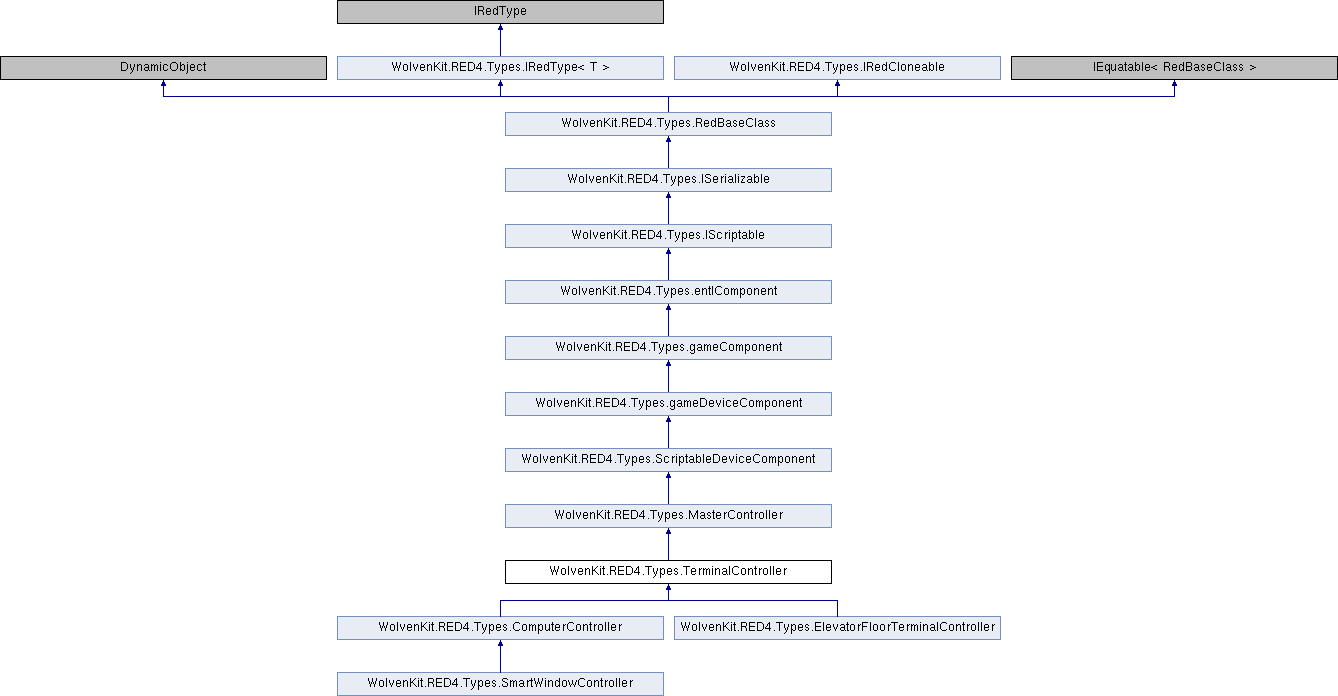 IRedType
DynamicObject
WolvenKit.RED4.Types.IRedType< T >
WolvenKit.RED4.Types.IRedCloneable
IEquatable< RedBaseClass >
WolvenKit.RED4.Types.RedBaseClass
WolvenKit.RED4.Types.ISerializable
WolvenKit.RED4.Types.IScriptable
WolvenKit.RED4.Types.entIComponent
WolvenKit.RED4.Types.gameComponent
WolvenKit.RED4.Types.gameDeviceComponent
WolvenKit.RED4.Types.ScriptableDeviceComponent
WolvenKit.RED4.Types.MasterController
WolvenKit.RED4.Types.TerminalController
WolvenKit.RED4.Types.ComputerController
WolvenKit.RED4.Types.ElevatorFloorTerminalController
WolvenKit.RED4.Types.SmartWindowController